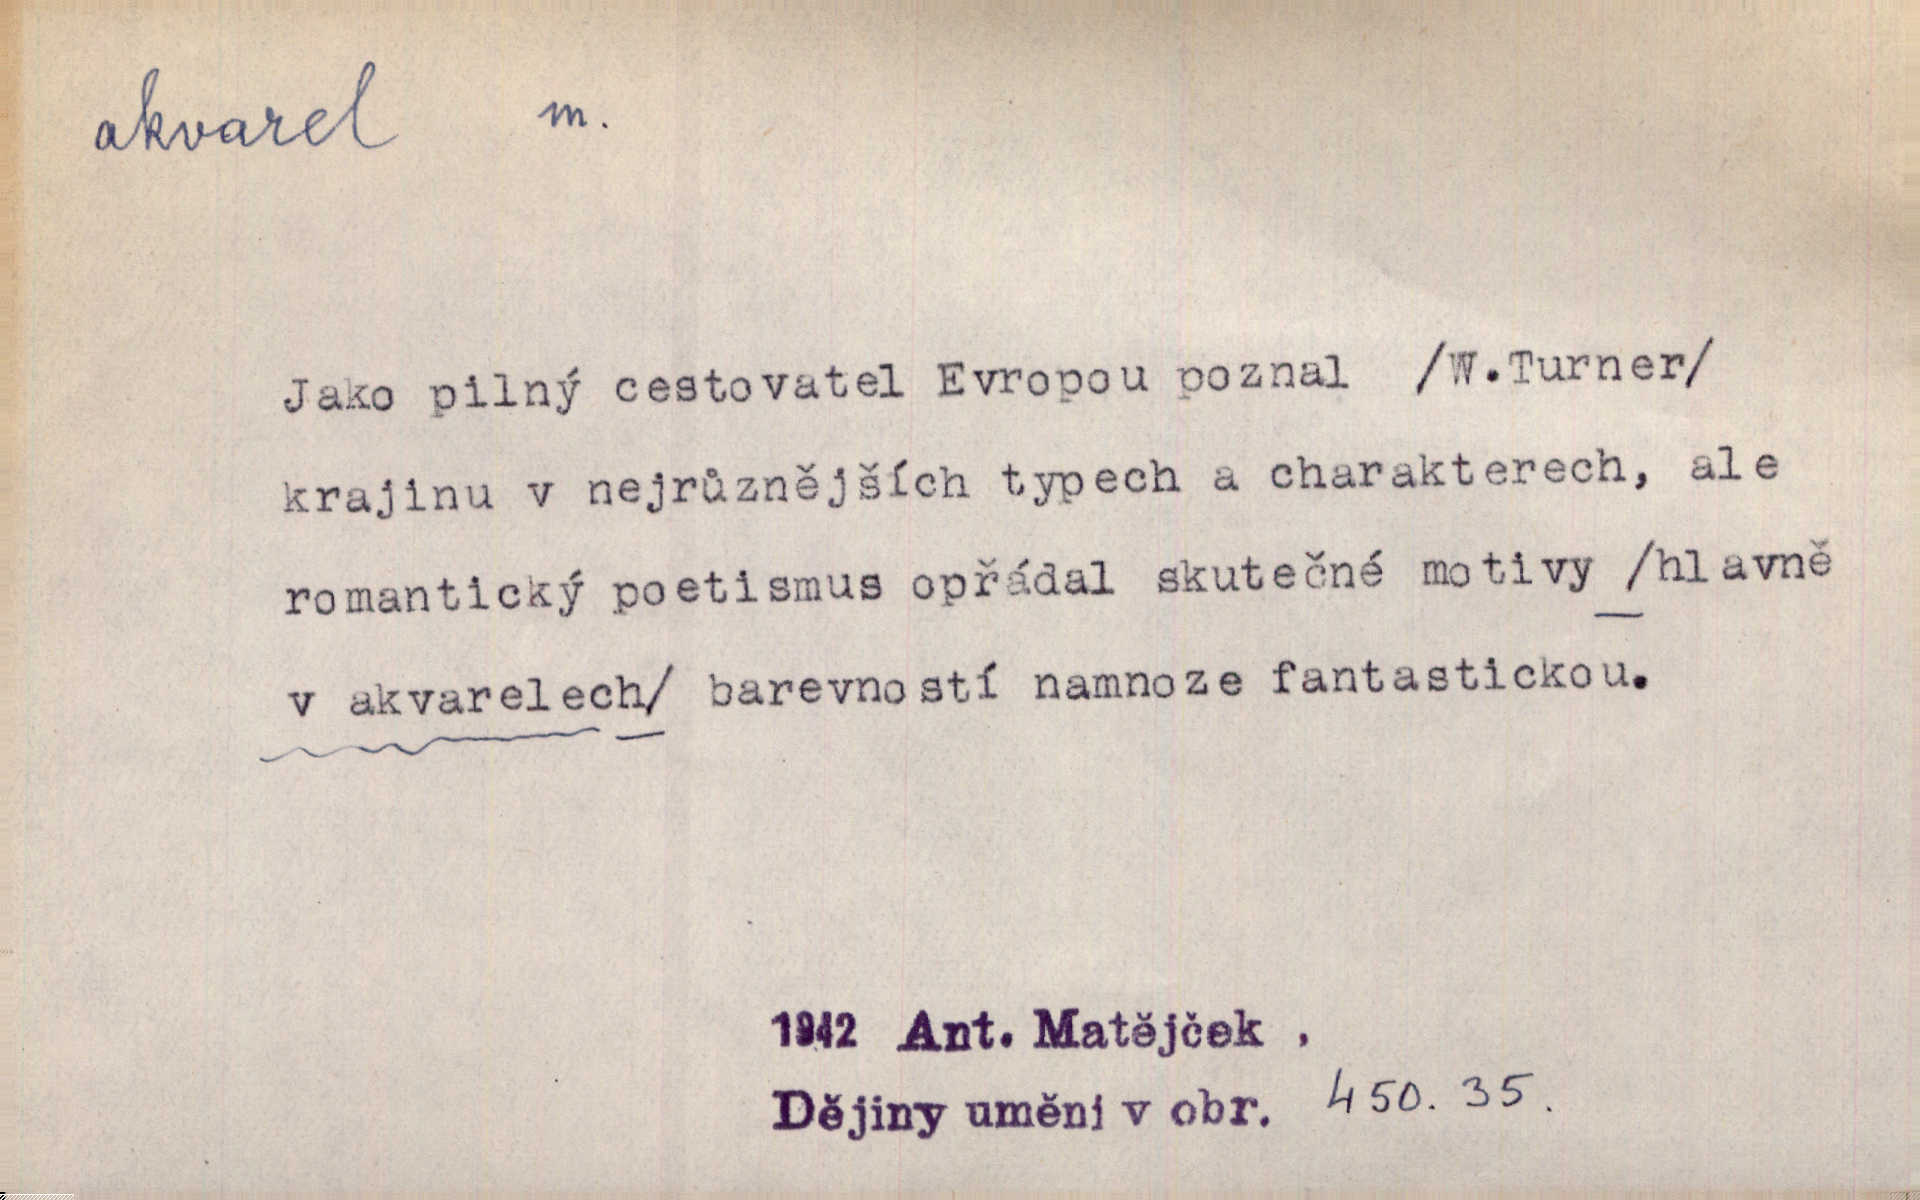 akvarel m.
Jako pilný cestovatel Evropou poznal /W.Turner/
krajinu v nejrůznějších typech a charakterech, ale
romantický poetismus opřádal skutečné motivy /hlavně
v akvarelech/ barevností namnoze fantastickou.
1942 Ant. Matějček ,
Dějiny uměni v obr. 450. 35.